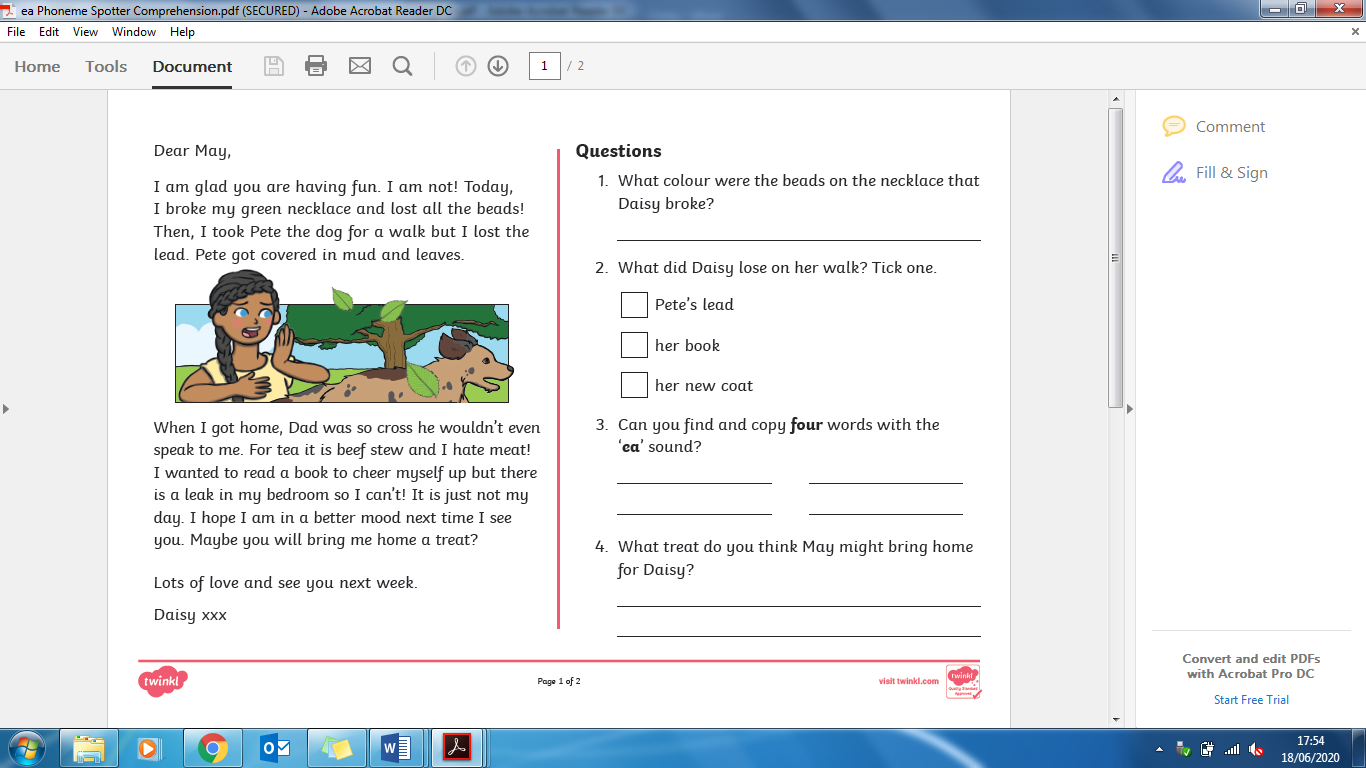 ea Phoneme Spotter Comprehension.pdf (SECURED) - Adobe Acrobat Reader DC
File Edit View Window Help
Home Tools Document 1 / 2
Dear May,
I am glad you are having fun. I am not! Today,
I broke my green necklace and lost all the beads!
Then, I took Pete the dog for a walk but I lost the
lead. Pete got covered in mud and leaves.
When I got home, Dad was so cross he wouldn't even
speak to me. For tea it is beef stew and I hate meat!
I wanted to read a book to cheer myself up but there
is a leak in my bedroom so I can't! It is just not my
day. I hope I am in a better mood next time I see
you. Maybe you will bring me home a treat?
Lots of love and see you next week.
Daisy xxx
Questions
1. What colour were the beads on the necklace that
Daisy broke?
2. What did Daisy lose on her walk? Tick one.
Pete's lead
her book
her new coat
3. Can you find and copy four words with the
'ea' sound?
4. What treat do you think May might bring home
for Daisy?
twinkl
Page 1 of 2
visit twinkl.com
twinkl
Quality Standard
Approved
Comment
Fill & Sign
Convert and edit PDFs
with Acrobat Pro DC
Start Free Trial
17:54
18/06/2020